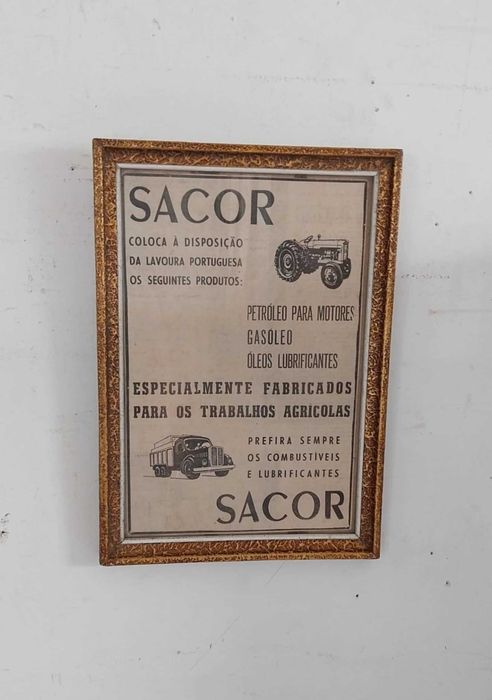 SACOR
COLOCA À DISPOSIÇÃO
DA LAVOURA PORTUGUESA
OS SEGUINTES PRODUTOS:
PETRÓLEO PARA MOTORES
GASÓLEO
ÓLEOS LUBRIFICANTES
ESPECIALMENTE FABRICADOS
PARA OS TRABALHOS AGRÍCOLAS
PREFIRA SEMPRE
OS COMBUSTÍVEIS
E LUBRIFICANTES
SACOR